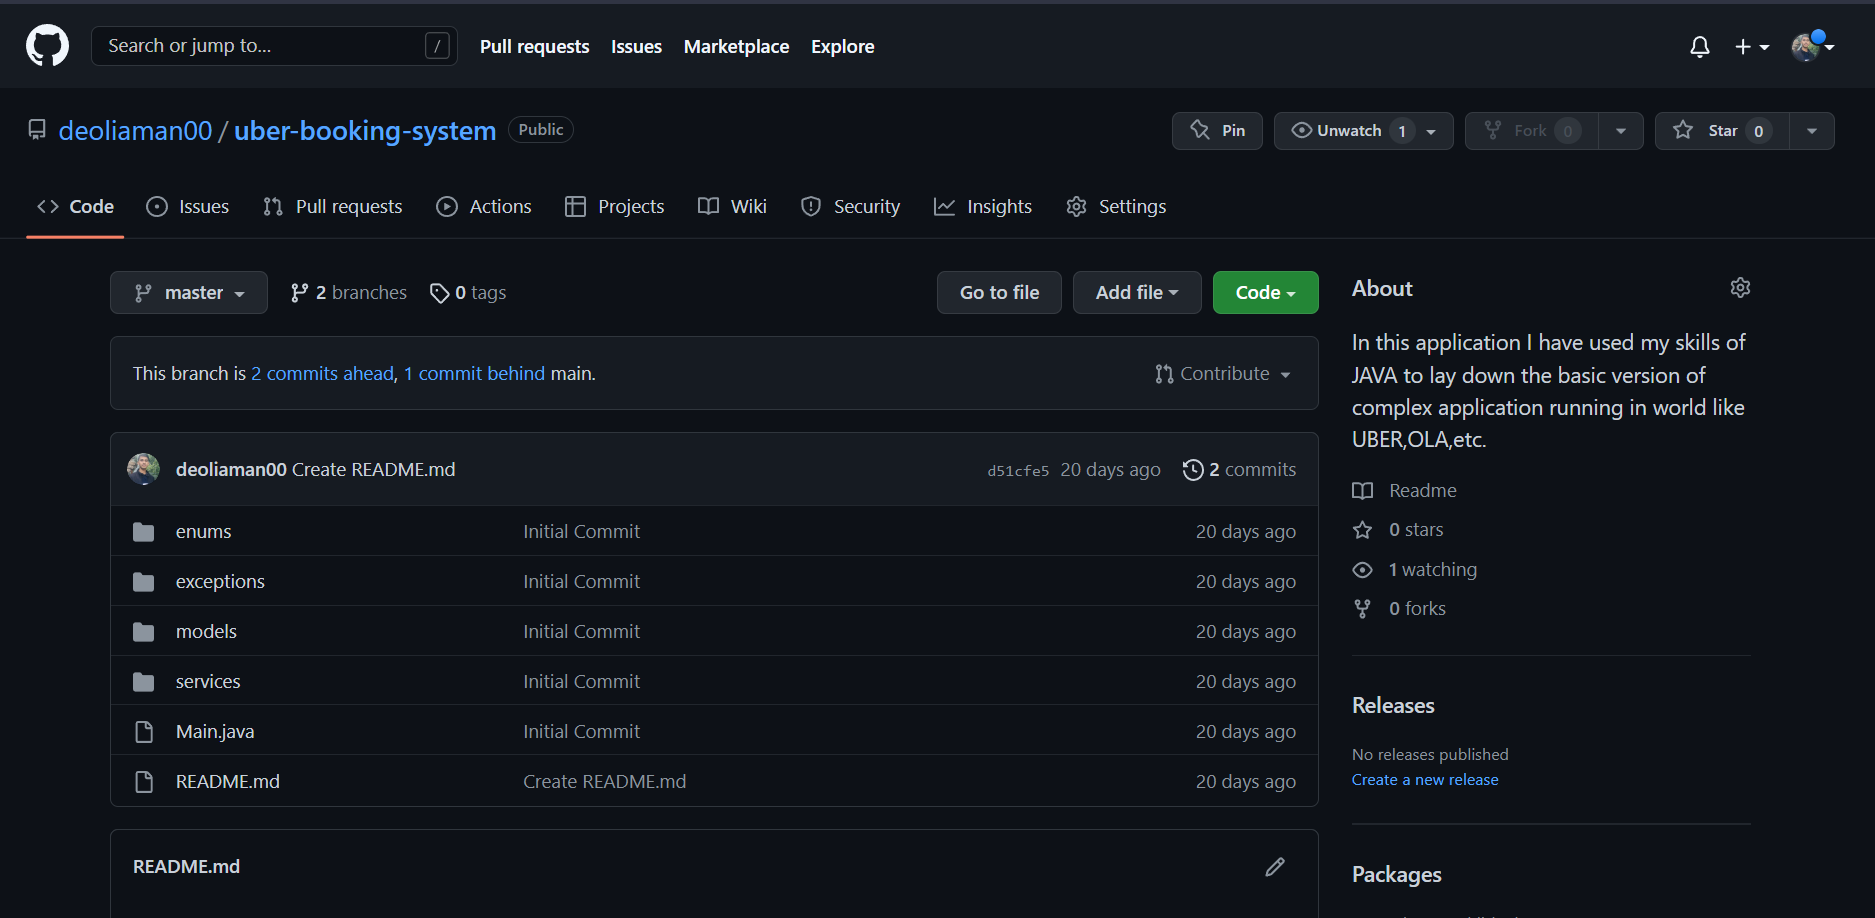 Search or jump to... /
Pull requests Issues Marketplace Explore
deoliaman00 / uber-booking-system Public
Pin Unwatch 1 Fork 0 Star 0
Code Issues Pull requests Actions Projects Wiki Security Insights Settings
master 2 branches 0 tags
Go to file Add file Code
This branch is 2 commits ahead, 1 commit behind main.
Contribute
deoliaman00 Create README.md d51cfe5 20 days ago 2 commits
enums Initial Commit 20 days ago
exceptions Initial Commit 20 days ago
models Initial Commit 20 days ago
services Initial Commit 20 days ago
Main.java Initial Commit 20 days ago
README.md Create README.md 20 days ago
README.md
About
In this application I have used my skills of
JAVA to lay down the basic version of
complex application running in world like
UBER,OLA,etc.
Readme
0 stars
1 watching
0 forks
Releases
No releases published
Create a new release
Packages